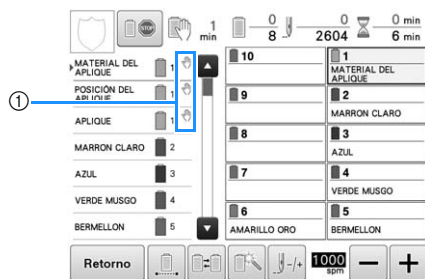 1
min
0
8
0
2604
0 min
6 min
MATERIAL DEL
APLIQUE
1
POSICIÓN DEL
APLIQUE
1
APLIQUE
1
MARRON CLARO
2
AZUL
3
VERDE MUSGO
4
BERMELLON
5
①
10
1
MATERIAL DEL
APLIQUE
9
2
MARRON CLARO
8
3
AZUL
7
4
VERDE MUSGO
6
AMARILLO ORO
5
BERMELLON
Retorno
-/+
1000
spm
− +